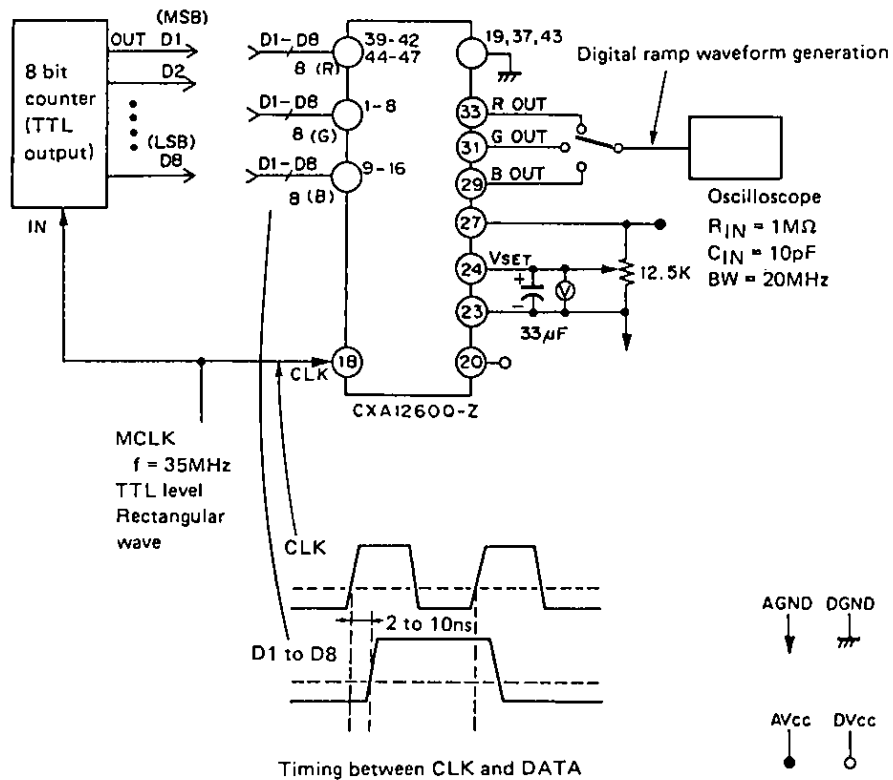 (MSB)
OUT D1
D2
8 bit
counter
(TTL
output)
(LSB)
D8
IN
D1-D8
8 (R)
D1-D8
8 (G)
D1-D8
8 (B)
39-42
44-47
1-8
9-16
18
CLK
19,37,43
33 R OUT
31 G OUT
29 B OUT
27
24 VSET
23
20
+
-
33μF
V
12.5K
CXA1260Q-Z
Digital ramp waveform generation
Oscilloscope
RIN = 1MΩ
CIN = 10pF
BW = 20MHz
MCLK
f = 35MHz
TTL level
Rectangular
wave
CLK
2 to 10ns
D1 to D8
Timing between CLK and DATA
AGND DGND
AVcc DVcc